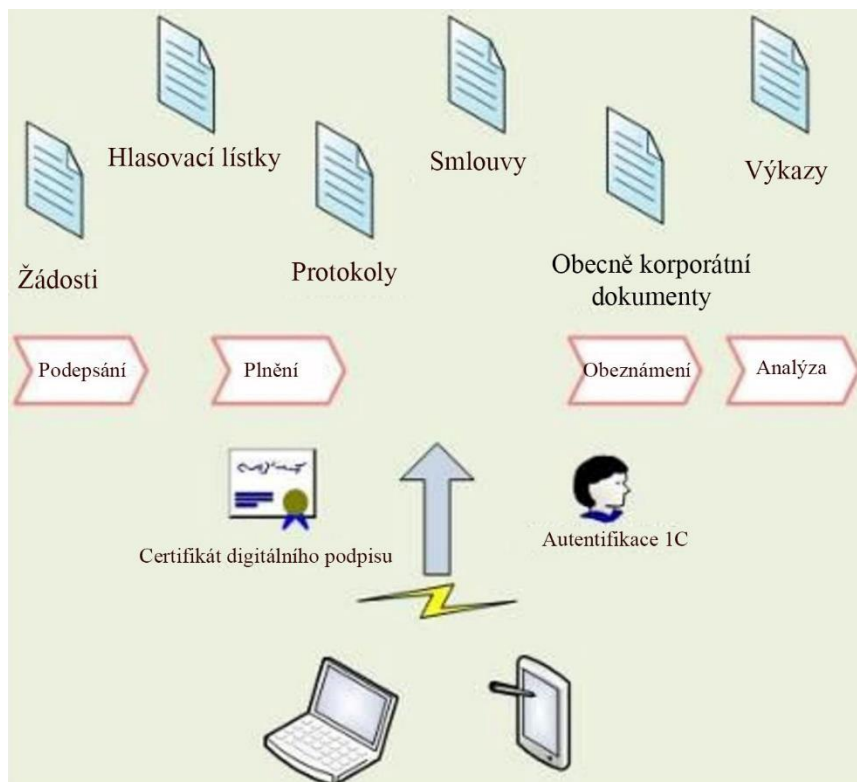 Hlasovací lístky
Smlouvy
Výkazy
Žádosti
Protokoly
Obecně korporátní
dokumenty
Podepsání
Plnění
Obeznámení
Analýza
Certifikát digitálního podpisu
Autentifikace 1C